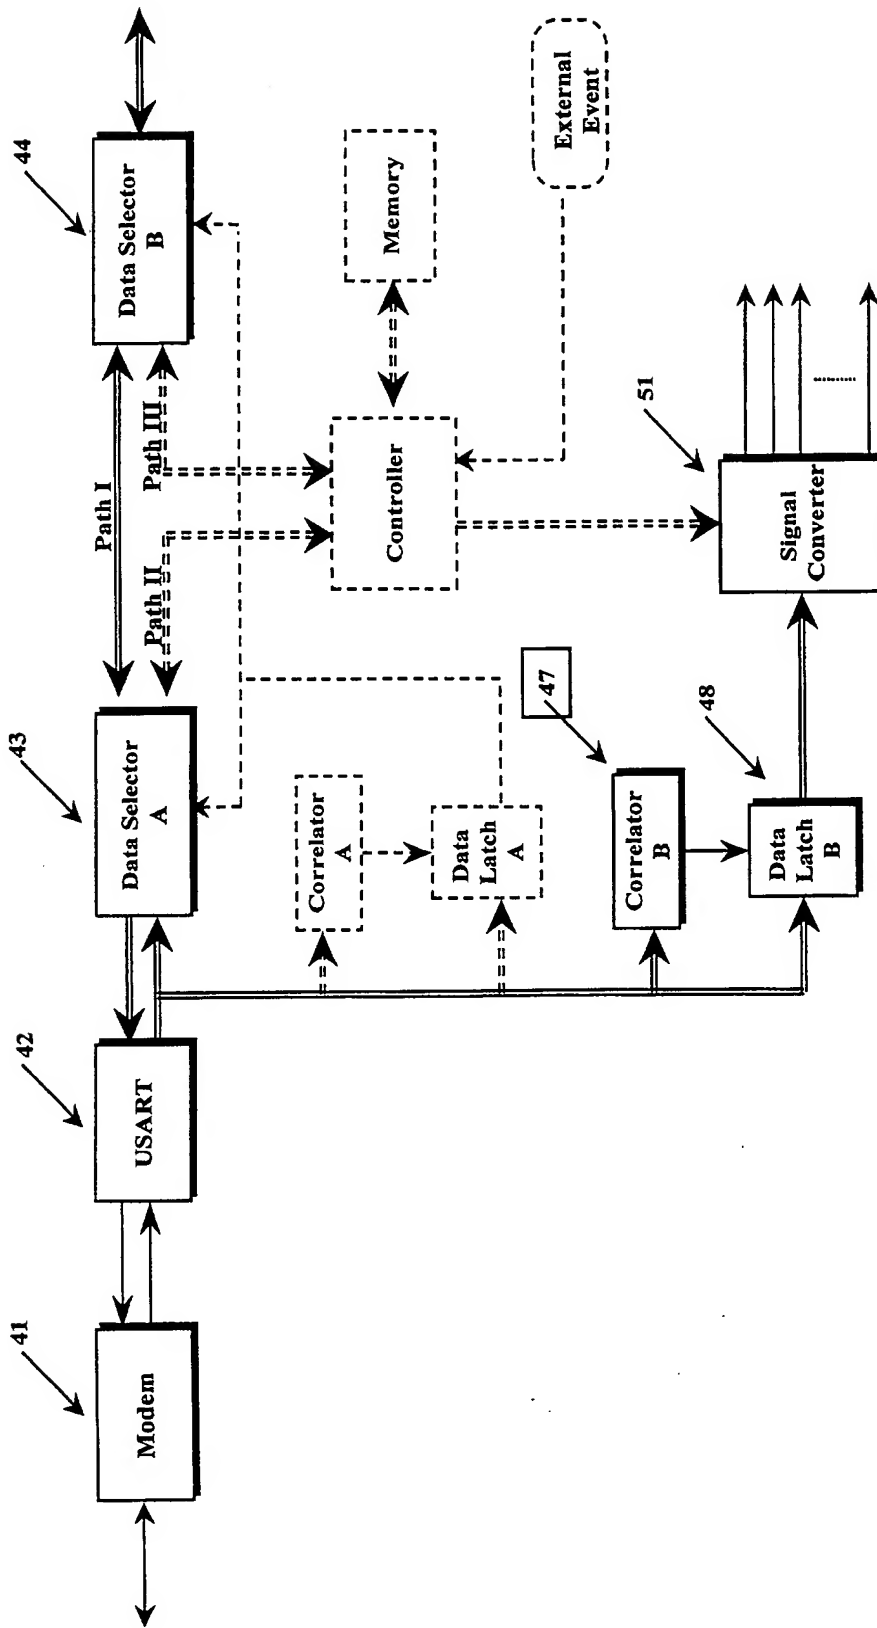 41
Modem
42
USART
43
Data Selector
A
Path I
Path II
Path III
44
Data Selector
B
Correlator
A
Data
Latch
A
Controller
Memory
External
Event
47
Correlator
B
48
Data
Latch
B
51
Signal
Converter